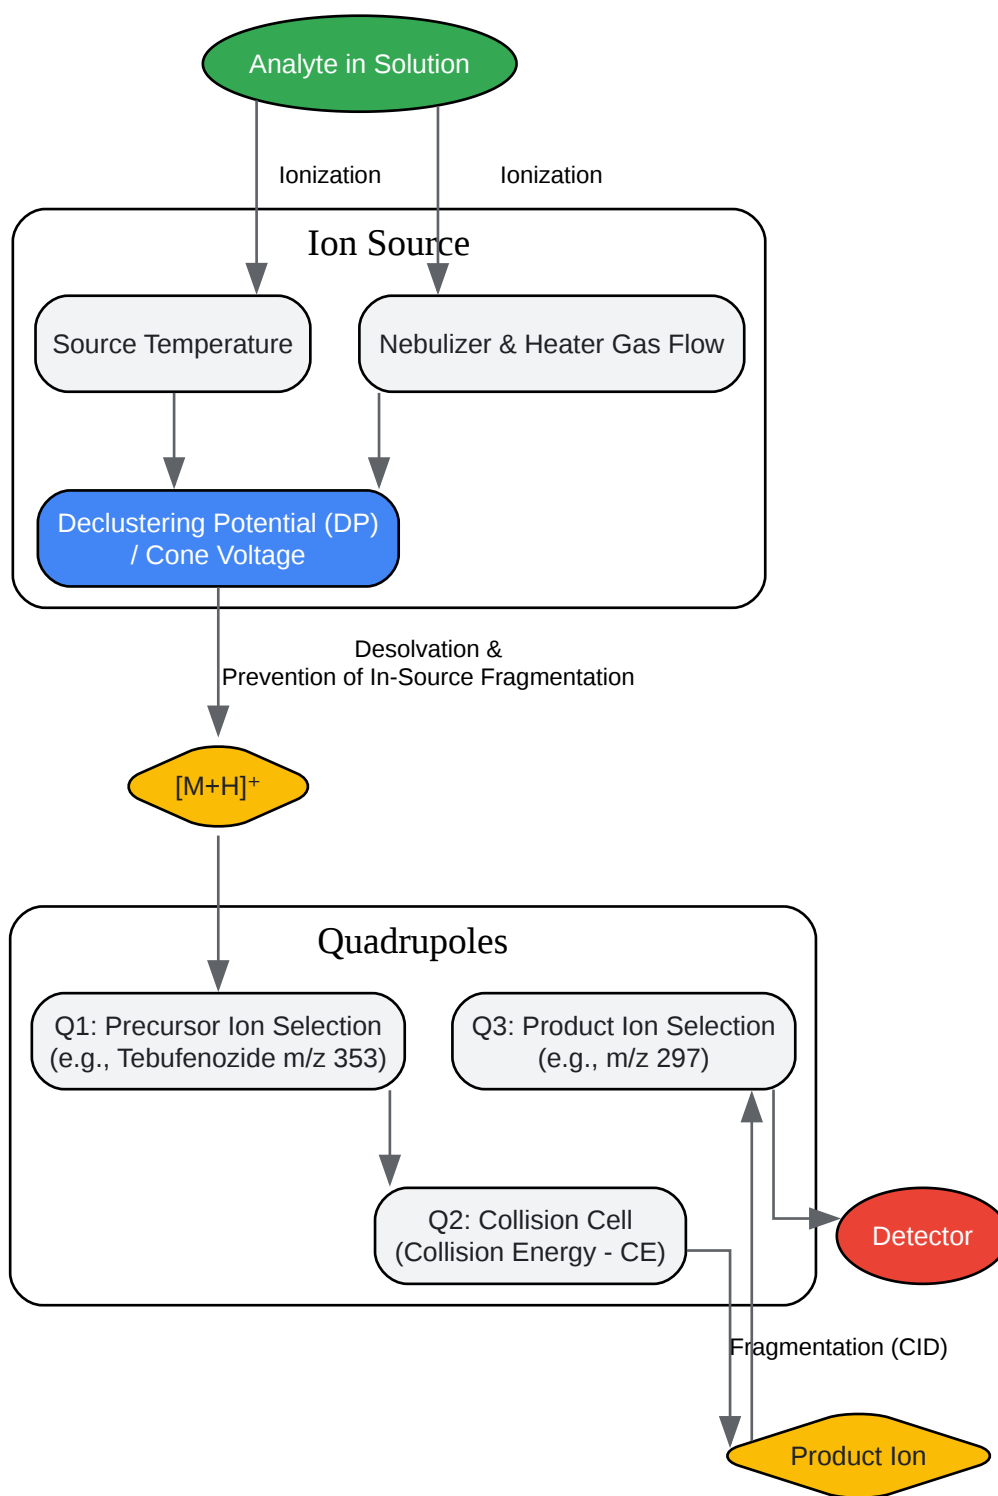 Analyte in Solution
Ionization
Ionization
Ion Source
Source Temperature
Nebulizer & Heater Gas Flow
Declustering Potential (DP)
/ Cone Voltage
Desolvation &
Prevention of In-Source Fragmentation
[M+H]⁺
Quadrupoles
Q1: Precursor Ion Selection
(e.g., Tebufenozide m/z 353)
Q3: Product Ion Selection
(e.g., m/z 297)
Q2: Collision Cell
(Collision Energy - CE)
Detector
Fragmentation (CID)
Product Ion